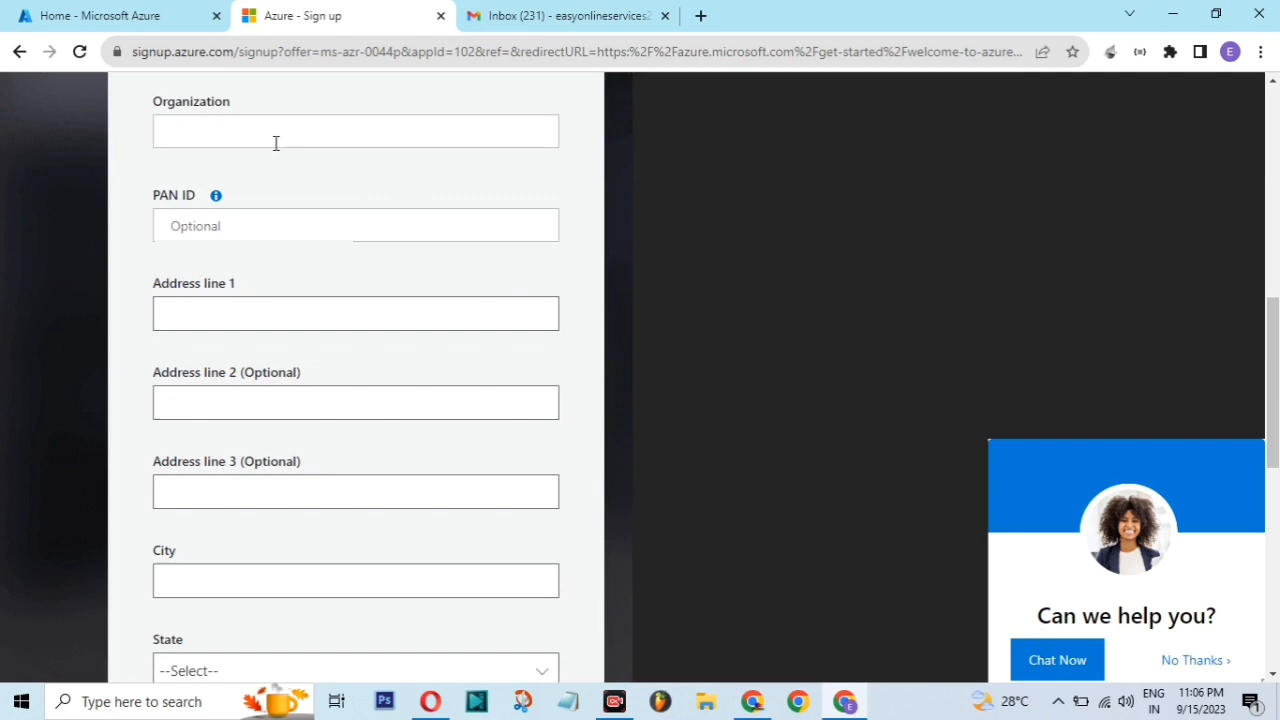 Home - Microsoft Azure
Azure - Sign up
Inbox (231) - easyonlineservices2
signup.azure.com/signup?offer=ms-azr-0044p&appId=102&ref=&redirectURL=https:%2F%2Fazure.microsoft.com%2Fget-started%2Fwelcome-to-azure...
E
Organization
PAN ID
Optional
Address line 1
Address line 2 (Optional)
Address line 3 (Optional)
City
State
--Select--
Can we help you?
Chat Now
No Thanks ›
Type here to search
Ps
28°C
ENG
IN
11:06 PM
9/15/2023
1